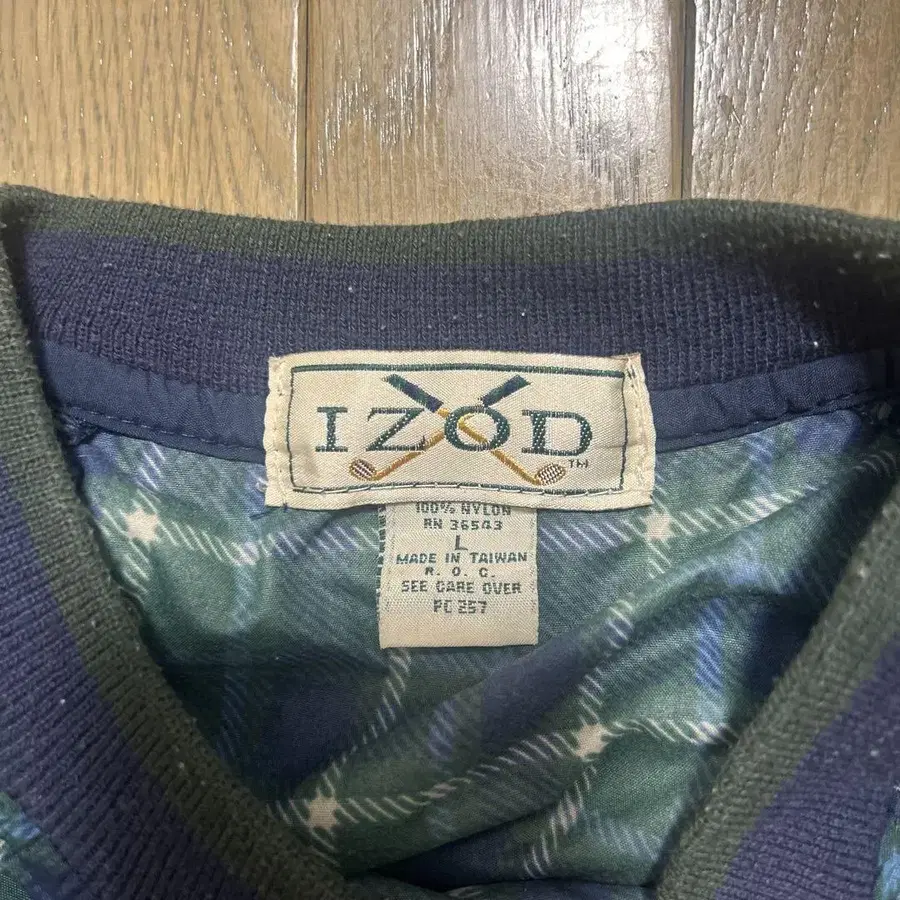 IZOD
TM
100% NYLON
RN 36543
L
MADE IN TAIWAN
R. O. C.
SEE CARE OVER
PC 257